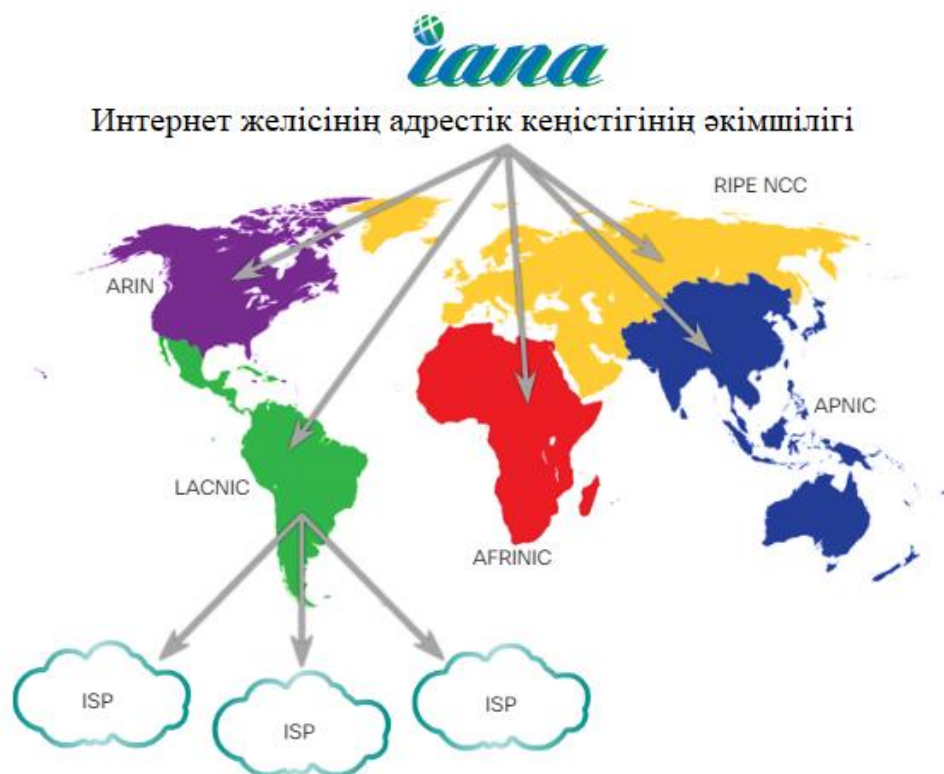 iana
Интернет желісінің адрестік кеңістігінің әкімшілігі
RIPE NCC
ARIN
APNIC
LACNIC
AFRINIC
ISP
ISP
ISP